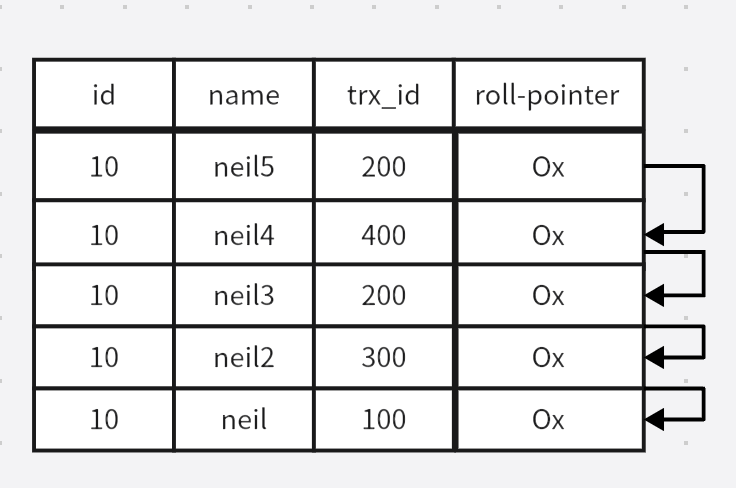 id name trx_id roll-pointer
10 neil5 200 Ox
10 neil4 400 Ox
10 neil3 200 Ox
10 neil2 300 Ox
10 neil 100 Ox